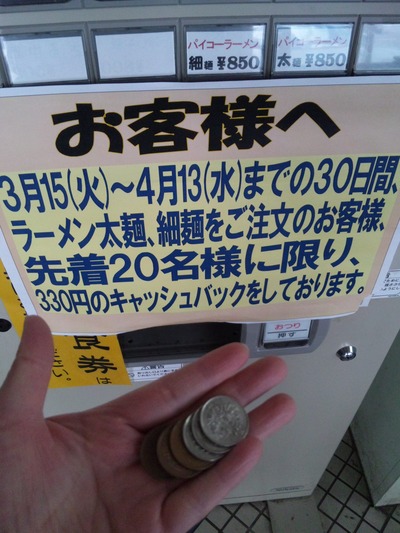 パイコーラーメン
細麺 ¥850
パイコーラーメン
太麺 ¥850
お客様へ
3月15(火)〜4月13(水)までの30日間、
ラーメン太麺、細麺をご注文のお客様、
先着20名様に限り、
330円のキャッシュバックをしております。
おつり
押す
券は